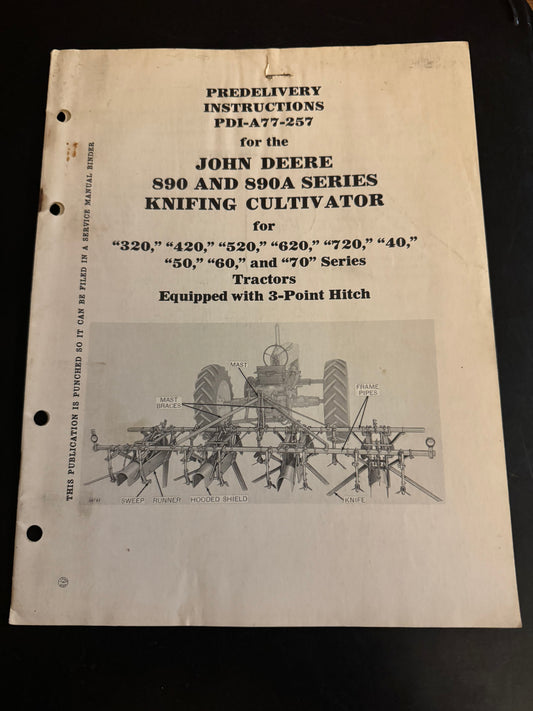 PREDELIVERY
INSTRUCTIONS
PDI-A77-257
for the
JOHN DEERE
890 AND 890A SERIES
KNIFING CULTIVATOR
for
“320,” “420,” “520,” “620,” “720,” “40,”
“50,” “60,” and “70” Series
Tractors
Equipped with 3-Point Hitch
THIS PUBLICATION IS PUNCHED SO IT CAN BE FILED IN A SERVICE MANUAL BINDER
MAST
MAST
BRACES
FRAME
PIPES
SWEEP RUNNER HOODED SHIELD KNIFE